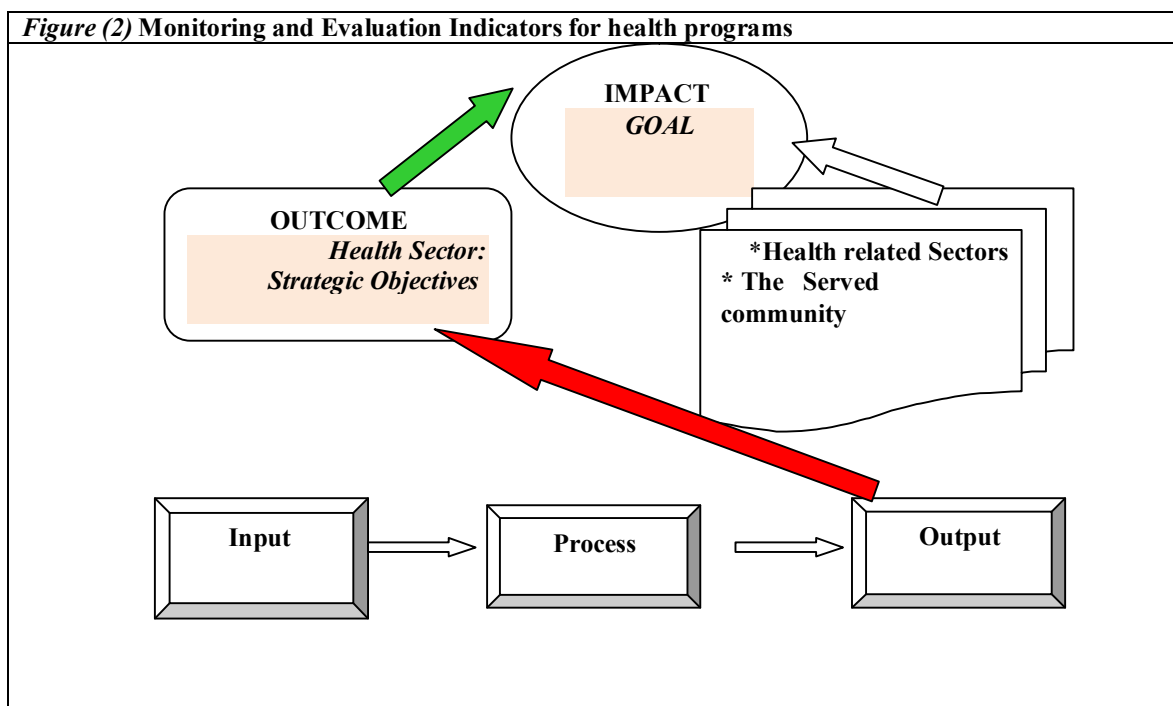 Figure (2) Monitoring and Evaluation Indicators for health programs
IMPACT
GOAL
OUTCOME
Health Sector:
Strategic Objectives
*Health related Sectors
* The Served
community
Input
Process
Output